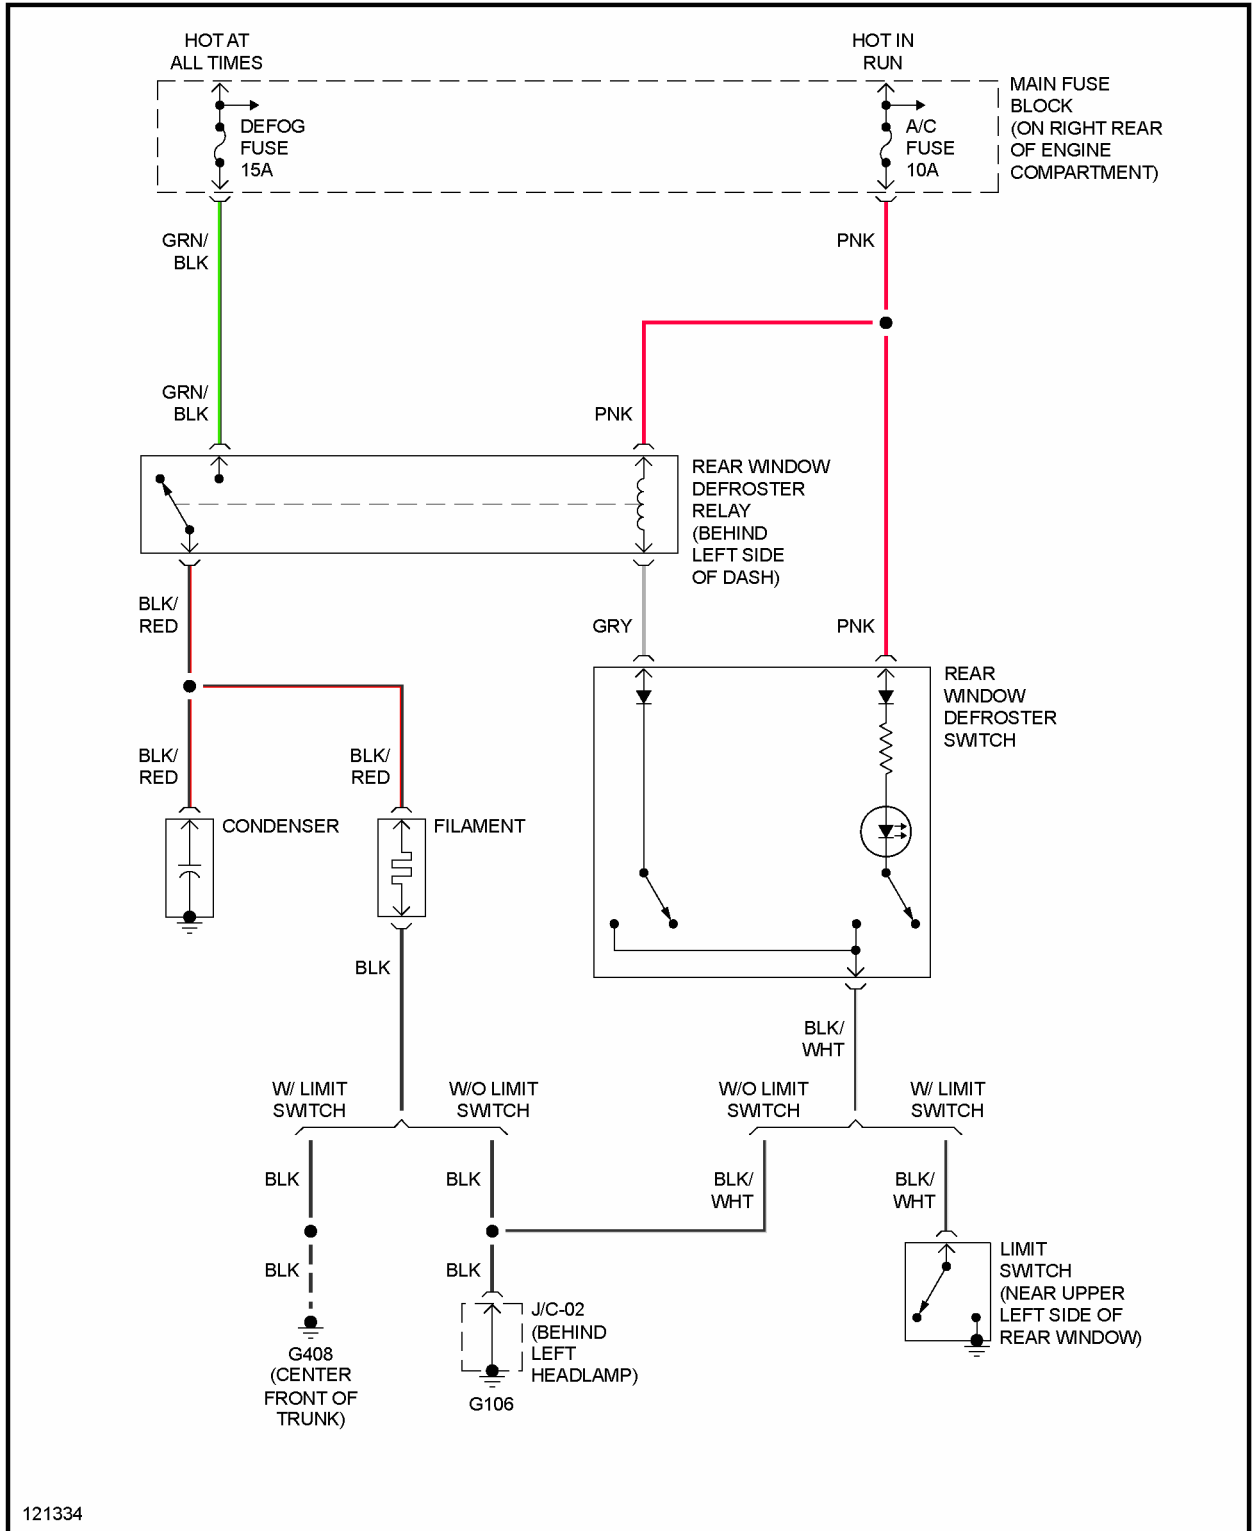 HOT AT
ALL TIMES
HOT IN
RUN
DEFOG
FUSE
15A
A/C
FUSE
10A
MAIN FUSE
BLOCK
(ON RIGHT REAR
OF ENGINE
COMPARTMENT)
GRN/
BLK
PNK
GRN/
BLK
PNK
REAR WINDOW
DEFROSTER
RELAY
(BEHIND
LEFT SIDE
OF DASH)
BLK/
RED
GRY
PNK
REAR
WINDOW
DEFROSTER
SWITCH
BLK/
RED
BLK/
RED
CONDENSER
FILAMENT
BLK
BLK/
WHT
W/ LIMIT
SWITCH
W/O LIMIT
SWITCH
W/O LIMIT
SWITCH
W/ LIMIT
SWITCH
BLK
BLK
BLK/
WHT
BLK/
WHT
BLK
BLK
LIMIT
SWITCH
(NEAR UPPER
LEFT SIDE OF
REAR WINDOW)
J/C-02
(BEHIND
LEFT
HEADLAMP)
G408
(CENTER
FRONT OF
TRUNK)
G106
121334